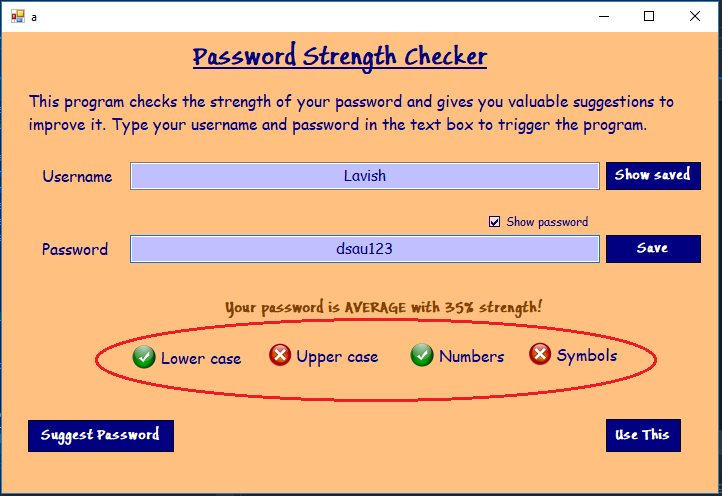 a
Password Strength Checker
This program checks the strength of your password and gives you valuable suggestions to
improve it. Type your username and password in the text box to trigger the program.
Username Lavish Show saved
Show password
Password dsau123 Save
Your password is AVERAGE with 35% strength!
Lower case Upper case Numbers Symbols
Suggest Password Use This